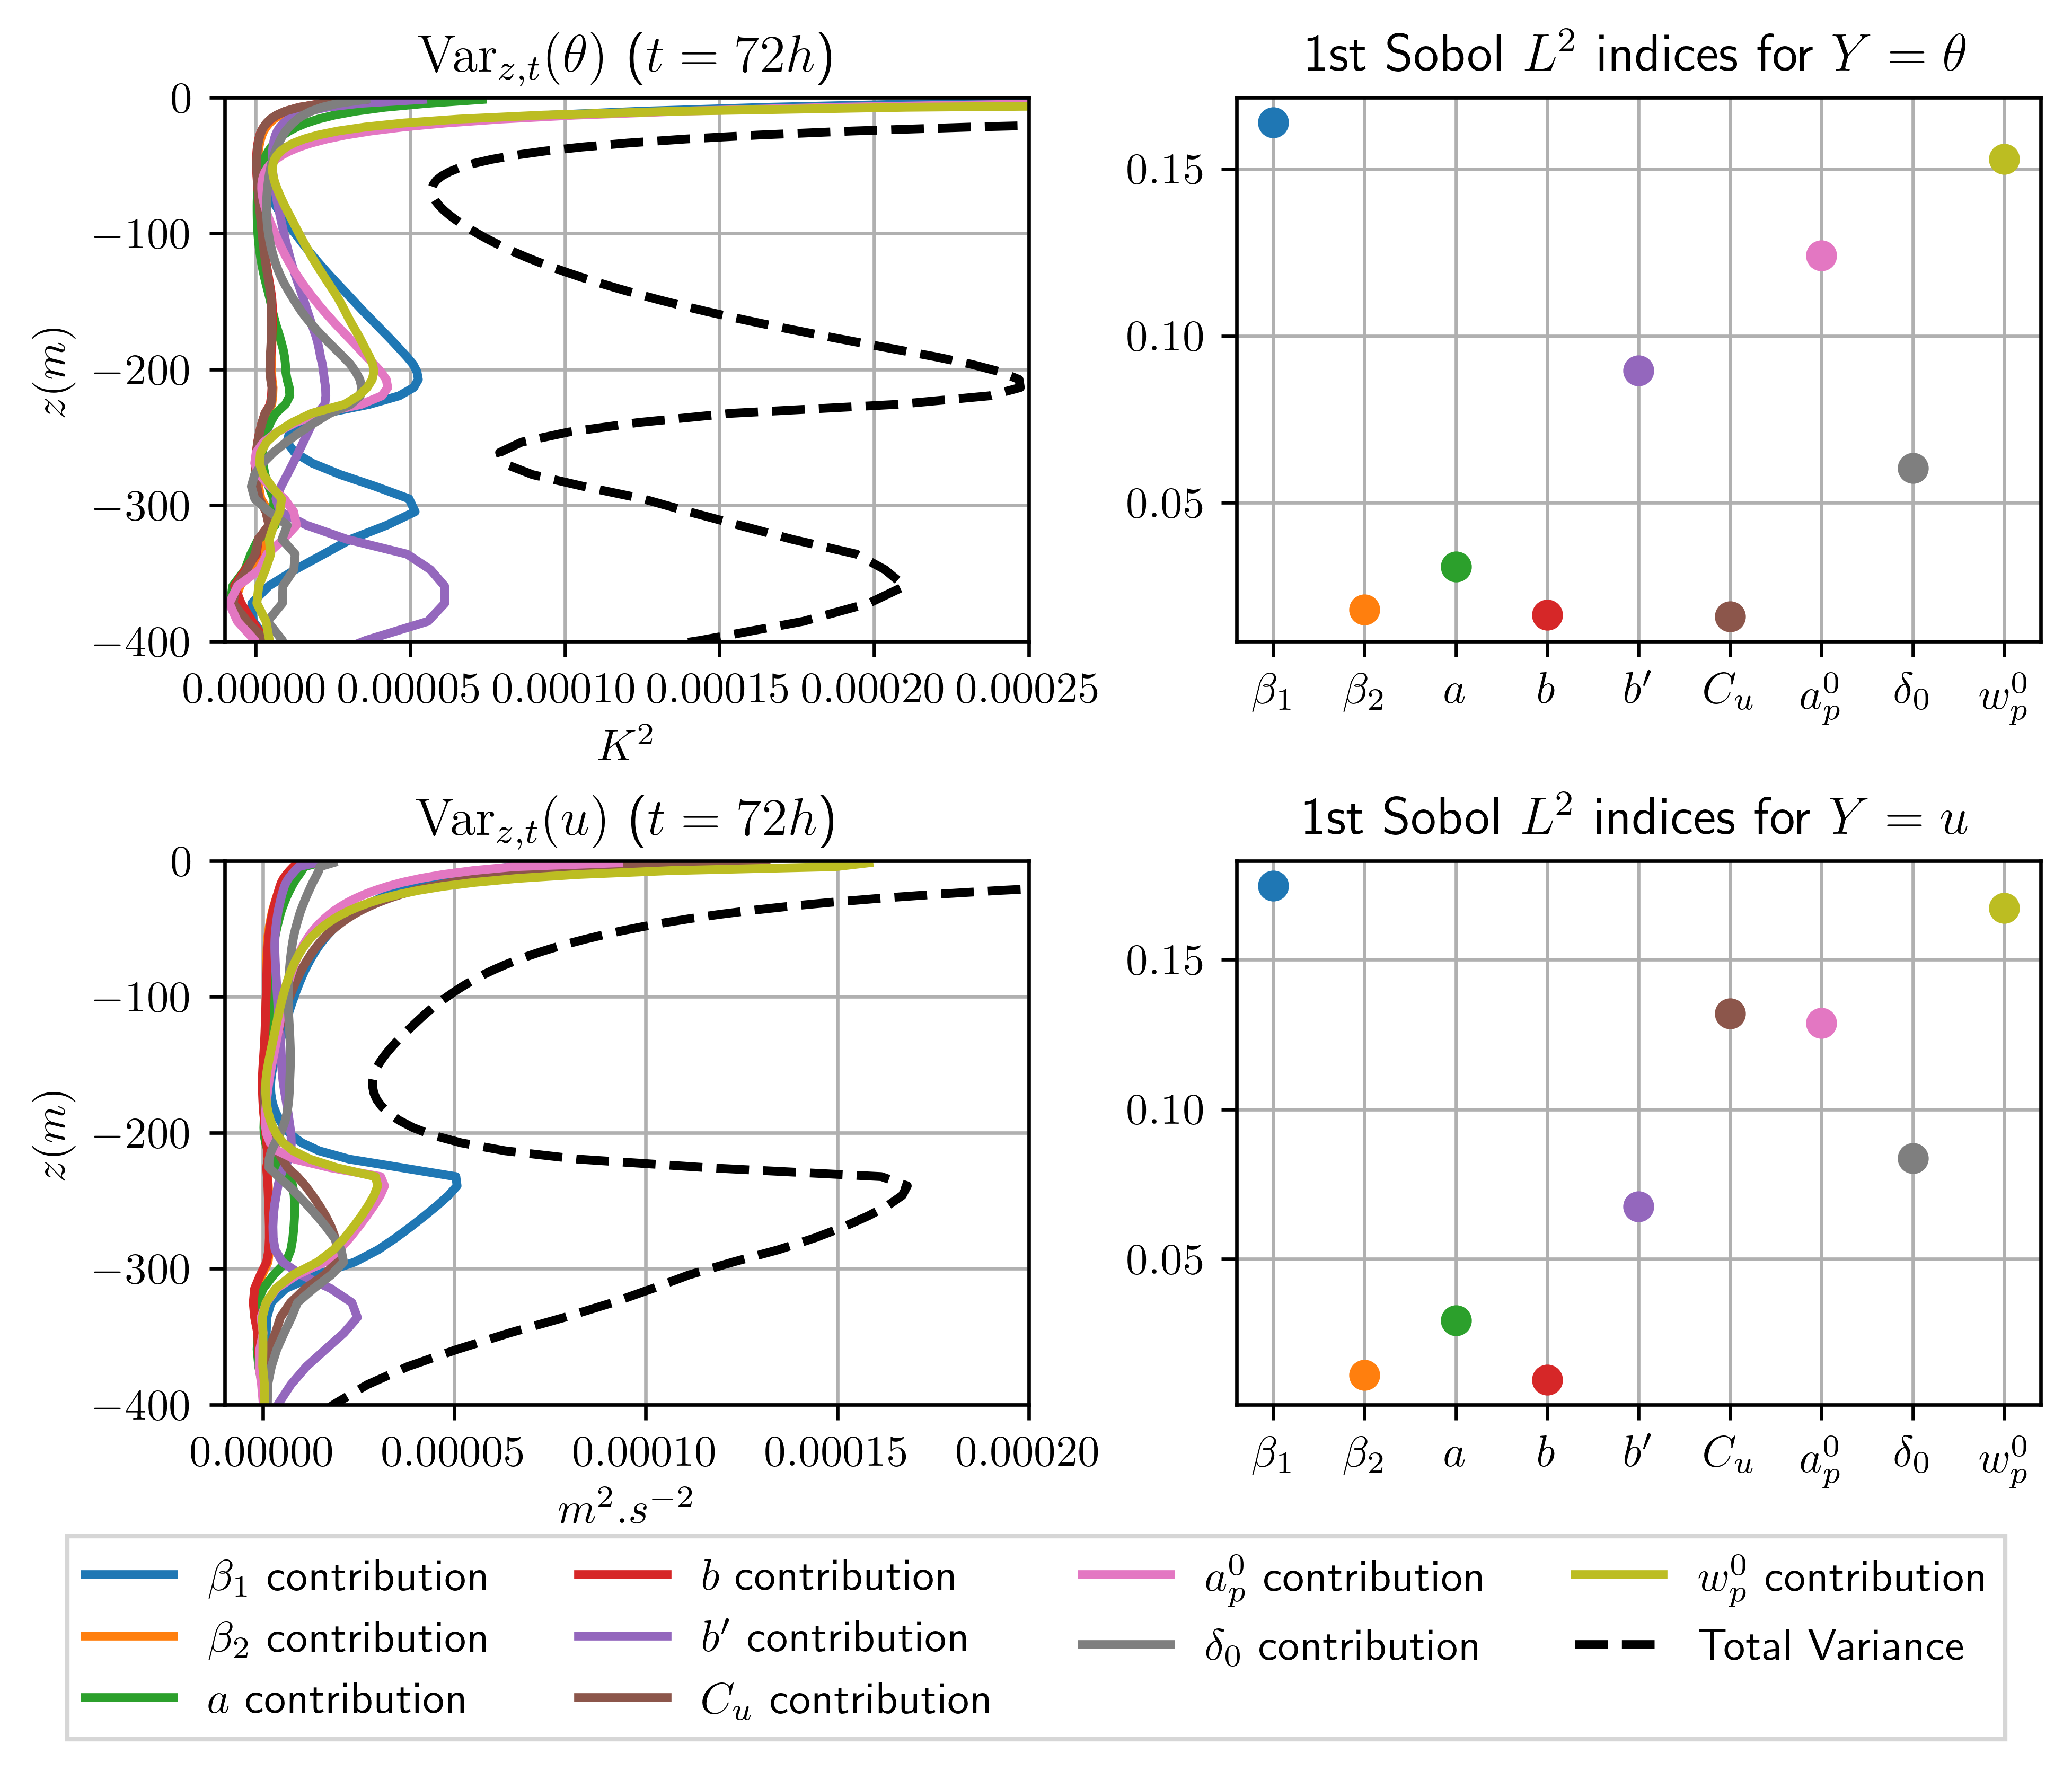 Var_{z,t}(θ) (t = 72h)
0
−100
−200
−300
−400
z(m)
0.00000 0.00005 0.00010 0.00015 0.00020 0.00025
K²
1st Sobol L² indices for Y = θ
0.15
0.10
0.05
β₁ β₂ a b b′ C_u a_p^0 δ₀ w_p^0
Var_{z,t}(u) (t = 72h)
0
−100
−200
−300
−400
z(m)
0.00000 0.00005 0.00010 0.00015 0.00020
m².s⁻²
1st Sobol L² indices for Y = u
0.15
0.10
0.05
β₁ β₂ a b b′ C_u a_p^0 δ₀ w_p^0
β₁ contribution
β₂ contribution
a contribution
b contribution
b′ contribution
C_u contribution
a_p^0 contribution
δ₀ contribution
w_p^0 contribution
Total Variance